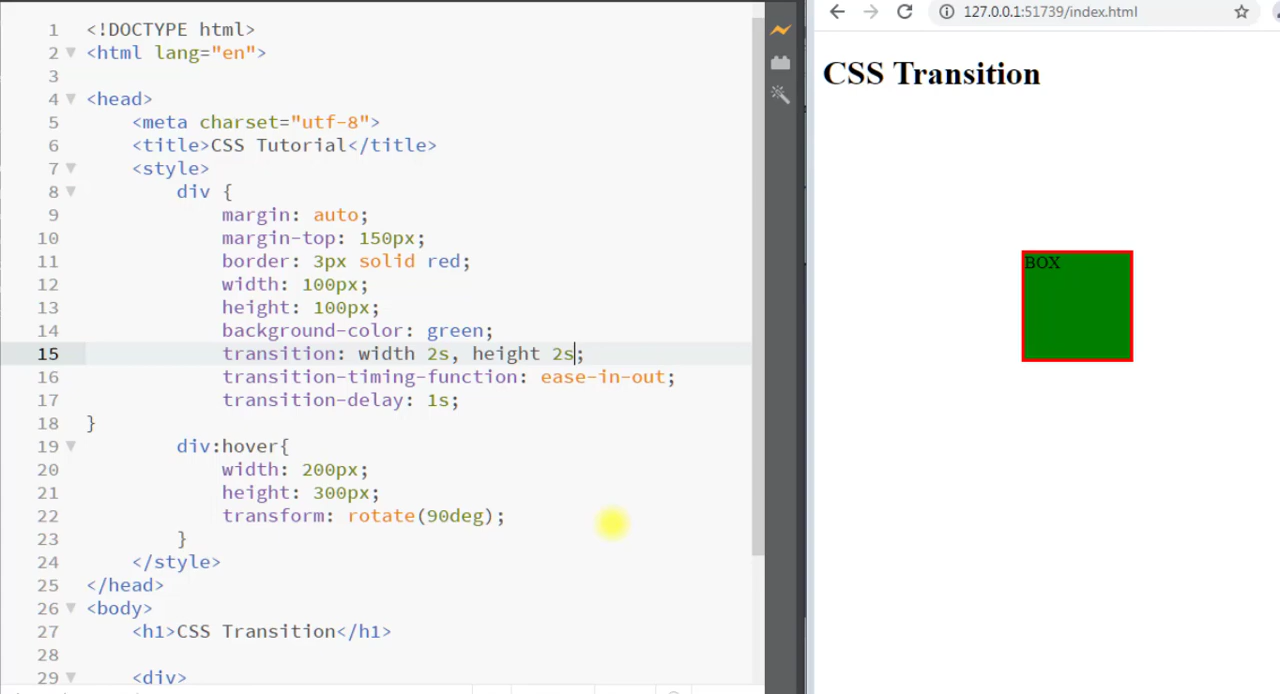 1 <!DOCTYPE html>
2 <html lang="en">
3
4 <head>
5 <meta charset="utf-8">
6 <title>CSS Tutorial</title>
7 <style>
8 div {
9 margin: auto;
10 margin-top: 150px;
11 border: 3px solid red;
12 width: 100px;
13 height: 100px;
14 background-color: green;
15 transition: width 2s, height 2s;
16 transition-timing-function: ease-in-out;
17 transition-delay: 1s;
18 }
19 div:hover{
20 width: 200px;
21 height: 300px;
22 transform: rotate(90deg);
23 }
24 </style>
25 </head>
26 <body>
27 <h1>CSS Transition</h1>
28
29 <div>
127.0.0.1:51739/index.html
CSS Transition
BOX